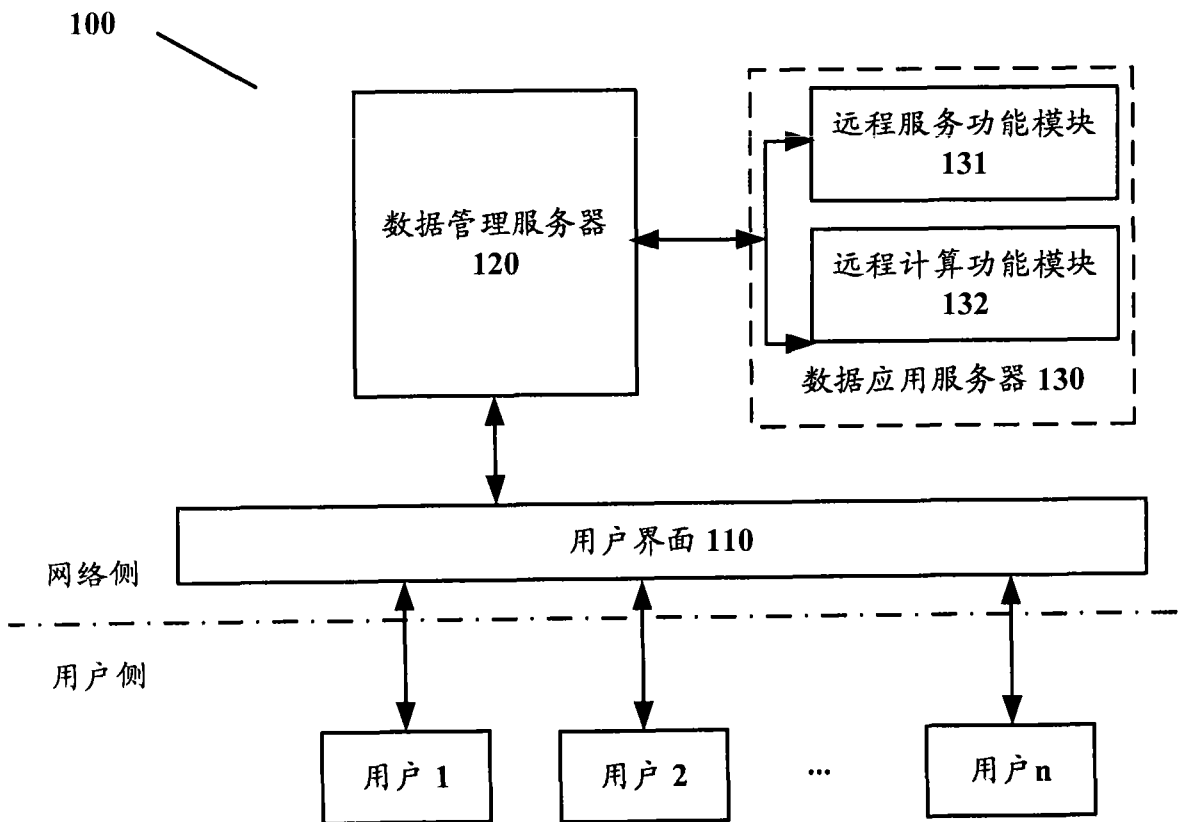 100
数据管理服务器
120
远程服务功能模块
131
远程计算功能模块
132
数据应用服务器 130
用户界面 110
网络侧
用户侧
用户 1
用户 2
...
用户n